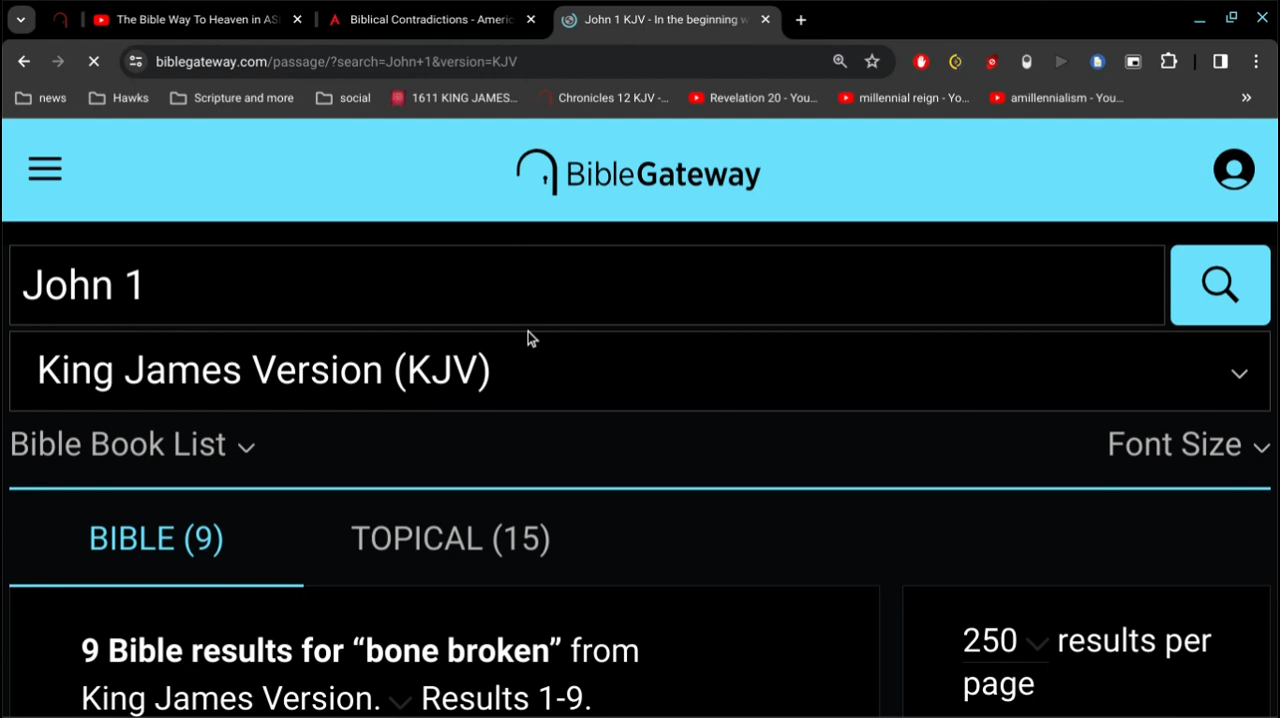 The Bible Way To Heaven in ASL
Biblical Contradictions - Americ
John 1 KJV - In the beginning w
biblegateway.com/passage/?search=John+1&version=KJV
news
Hawks
Scripture and more
social
1611 KING JAMES...
Chronicles 12 KJV -...
Revelation 20 - You...
millennial reign - Yo...
amillennialism - You...
»
BibleGateway
John 1
King James Version (KJV)
Bible Book List
Font Size
BIBLE (9)
TOPICAL (15)
9 Bible results for “bone broken” from
King James Version. Results 1-9.
250 results per
page